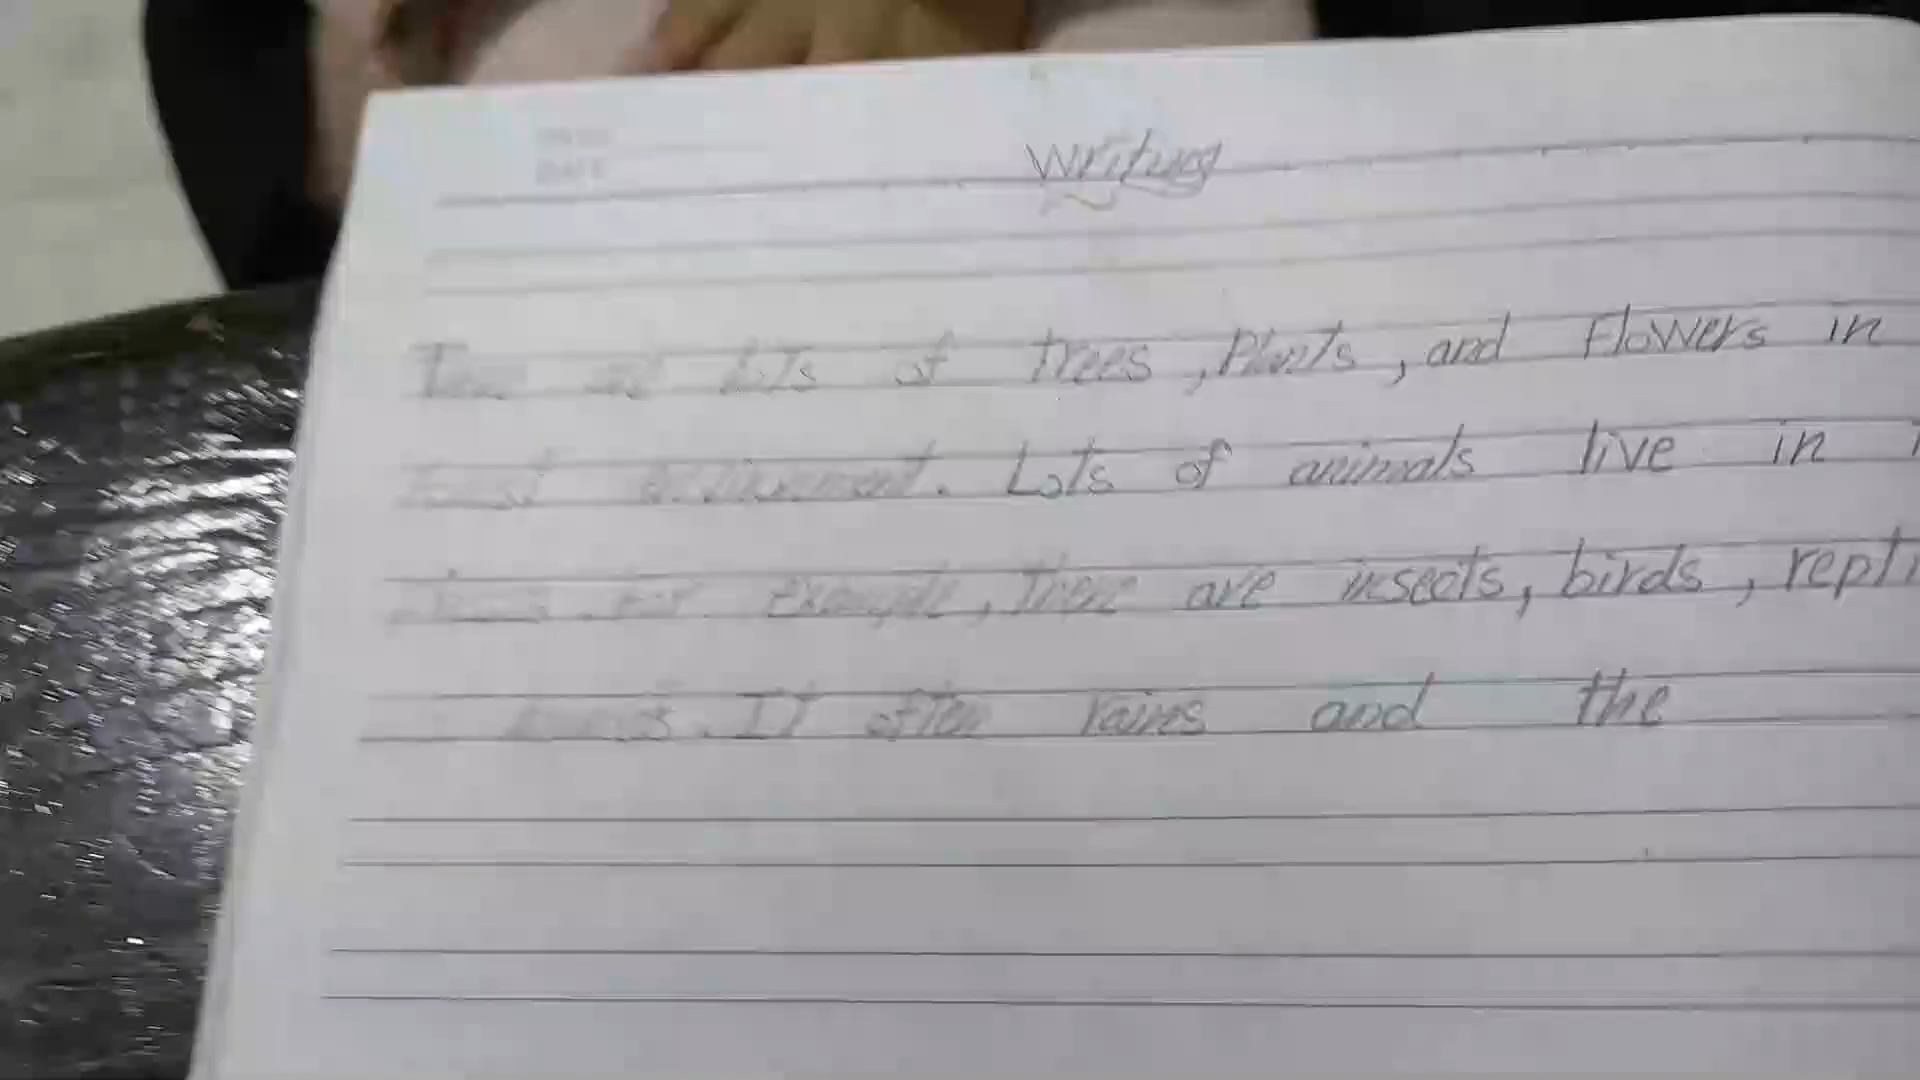 Writing
There are Lots of trees, Plants, and Flowers in
forest environment. Lots of animals live in
For example, There are insects, birds, repti
It often rains and the